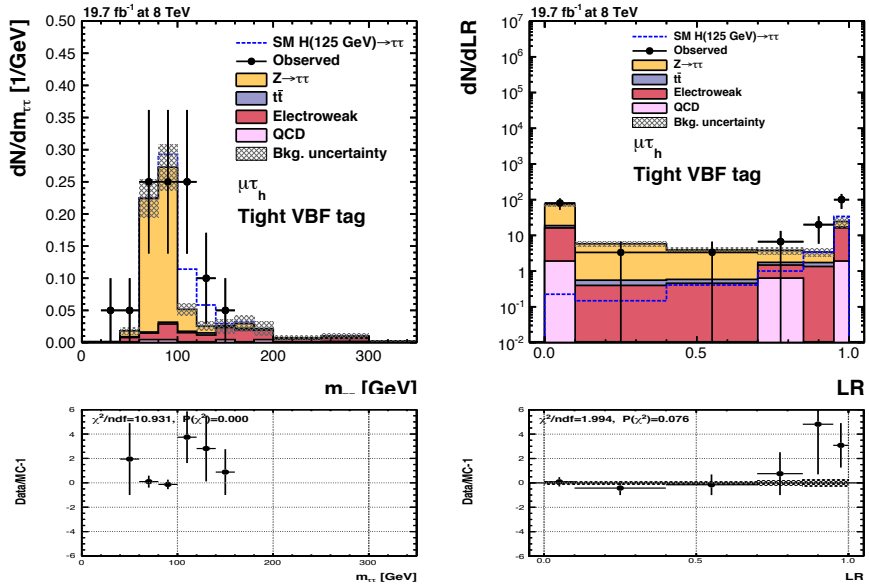 19.7 fb⁻¹ at 8 TeV
dN/dm_ττ [1/GeV]
0.50
0.45
0.40
0.35
0.30
0.25
0.20
0.15
0.10
0.05
0.00
SM H(125 GeV)→ττ
Observed
Z→ττ
tt̄
Electroweak
QCD
Bkg. uncertainty
μτ_h
Tight VBF tag
0
100
200
300
m_ττ [GeV]
19.7 fb⁻¹ at 8 TeV
dN/dLR
10⁷
10⁶
10⁵
10⁴
10³
10²
10
1
10⁻¹
10⁻²
SM H(125 GeV)→ττ
Observed
Z→ττ
tt̄
Electroweak
QCD
Bkg. uncertainty
μτ_h
Tight VBF tag
0.0
0.5
1.0
LR
χ²/ndf=10.931, P(χ²)=0.000
Data/MC-1
6
4
2
0
-2
-4
-6
0
100
200
300
m_ττ [GeV]
χ²/ndf=1.994, P(χ²)=0.076
Data/MC-1
6
4
2
0
-2
-4
-6
0.0
0.5
1.0
LR